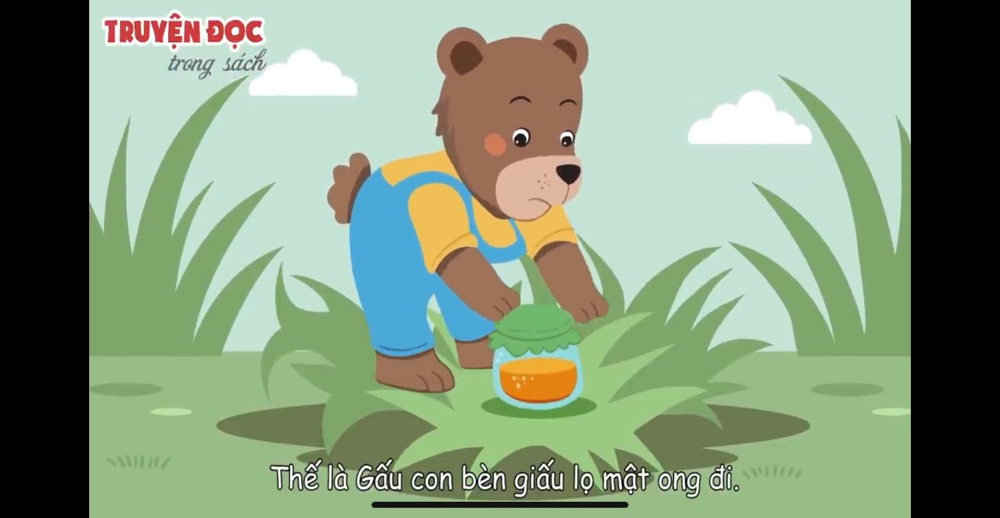 TRUYỆN ĐỌC
trong sách
Thế là Gấu con bèn giấu lọ mật ong đi.